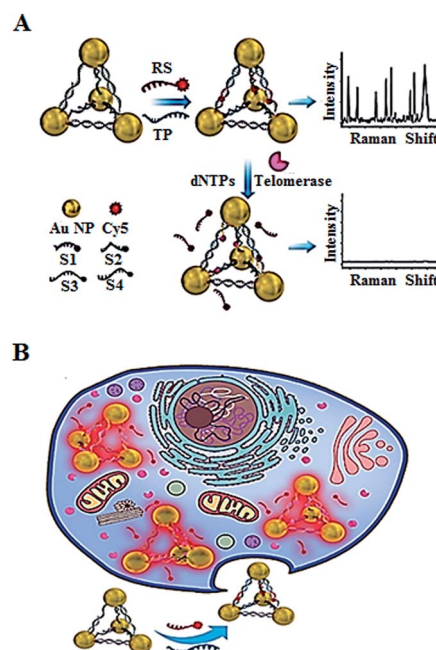 A
RS
TP
Intensity
Raman Shift
dNTPs Telomerase
Au NP Cy5
S1 S2
S3 S4
Intensity
Raman Shift
B